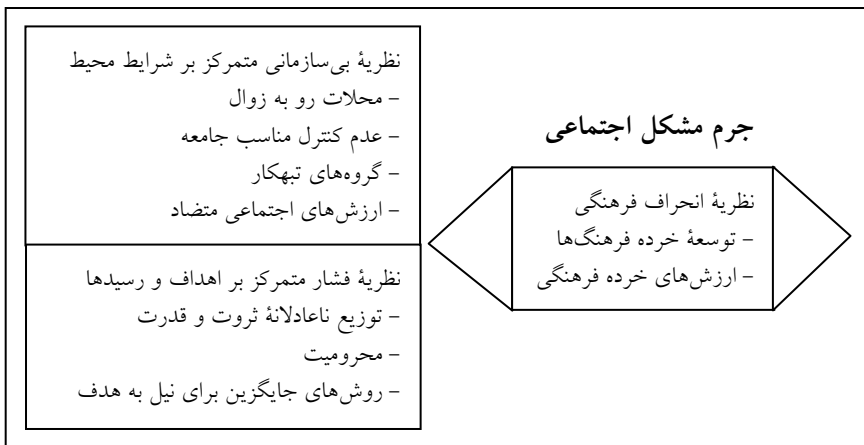 جرم مشکل اجتماعی
نظریهٔ انحراف فرهنگی
– توسعهٔ خرده فرهنگ‌ها
– ارزش‌های خرده فرهنگی
نظریهٔ بی‌سازمانی متمرکز بر شرایط محیط
– محلات رو به زوال
– عدم کنترل مناسب جامعه
– گروه‌های تبهکار
– ارزش‌های اجتماعی متضاد
نظریهٔ فشار متمرکز بر اهداف و رسیدها
– توزیع ناعادلانهٔ ثروت و قدرت
– محرومیت
– روش‌های جایگزین برای نیل به هدف